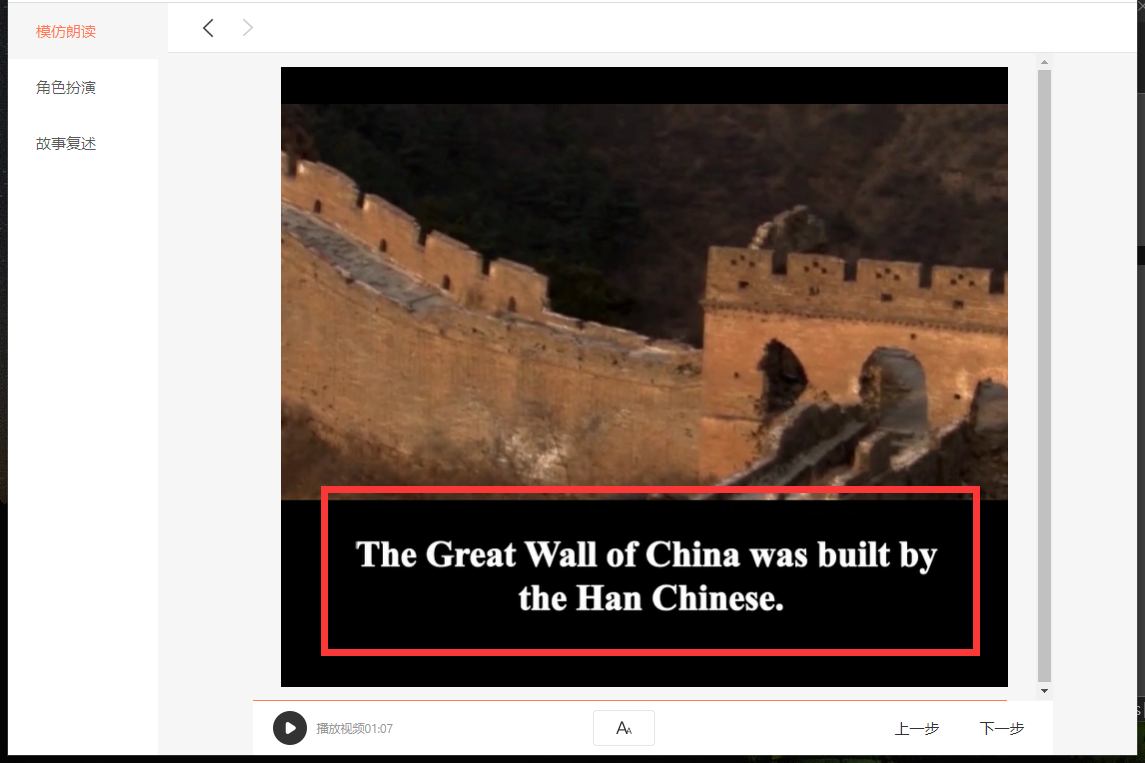 模仿朗读
角色扮演
故事复述
The Great Wall of China was built by
the Han Chinese.
播放视频01:07
AA
上一步
下一步